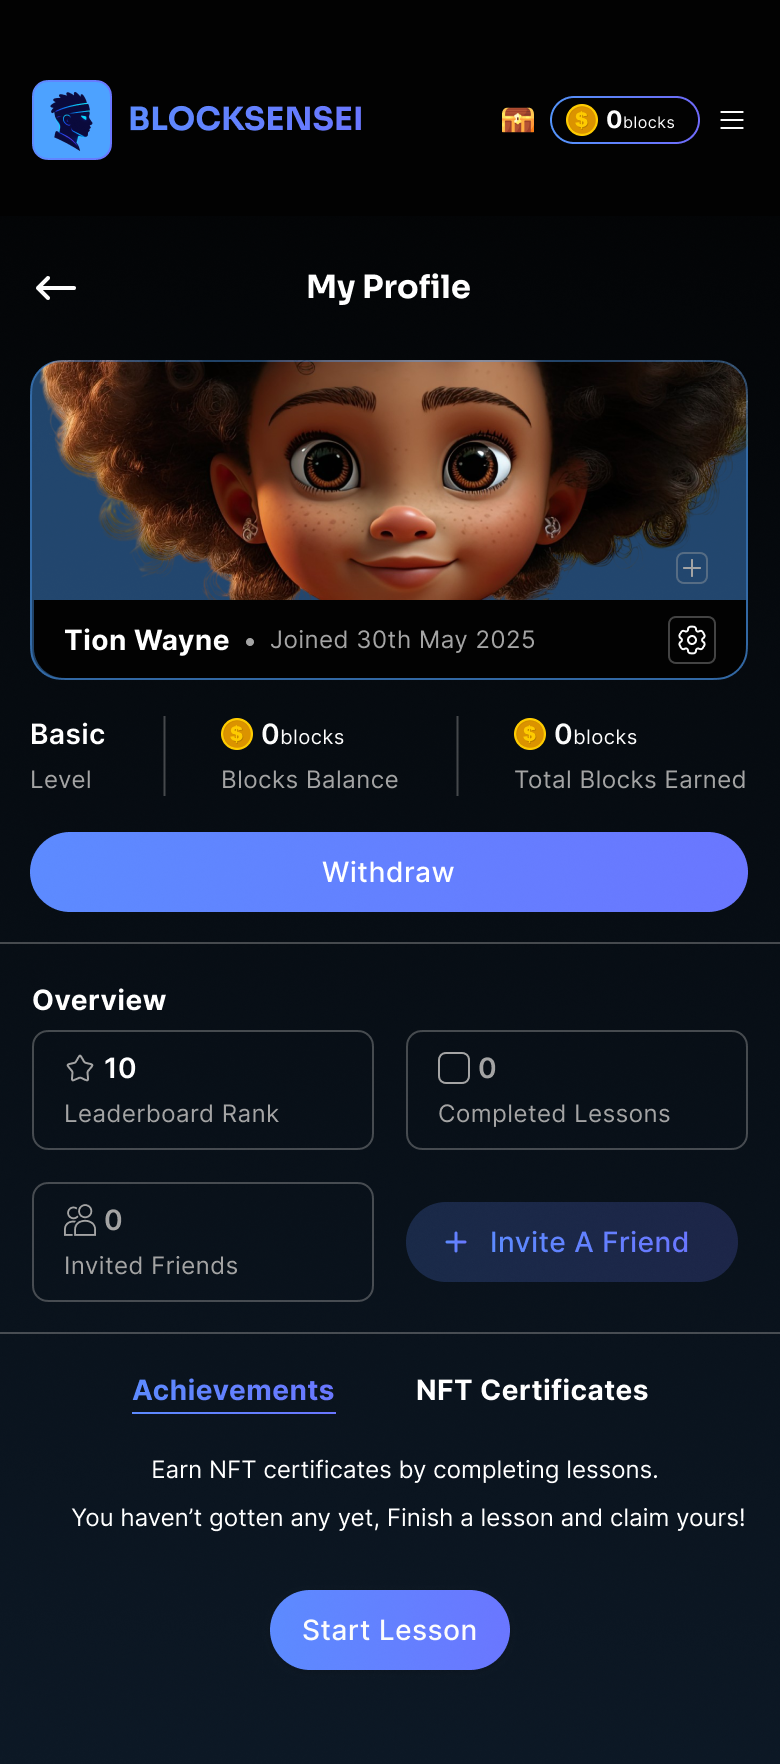 BLOCKSENSEI
$ 0blocks
My Profile
Tion Wayne • Joined 30th May 2025
Basic
Level
$ 0blocks
Blocks Balance
$ 0blocks
Total Blocks Earned
Withdraw
Overview
10
Leaderboard Rank
0
Completed Lessons
0
Invited Friends
+ Invite A Friend
Achievements
NFT Certificates
Earn NFT certificates by completing lessons.
You haven’t gotten any yet, Finish a lesson and claim yours!
Start Lesson